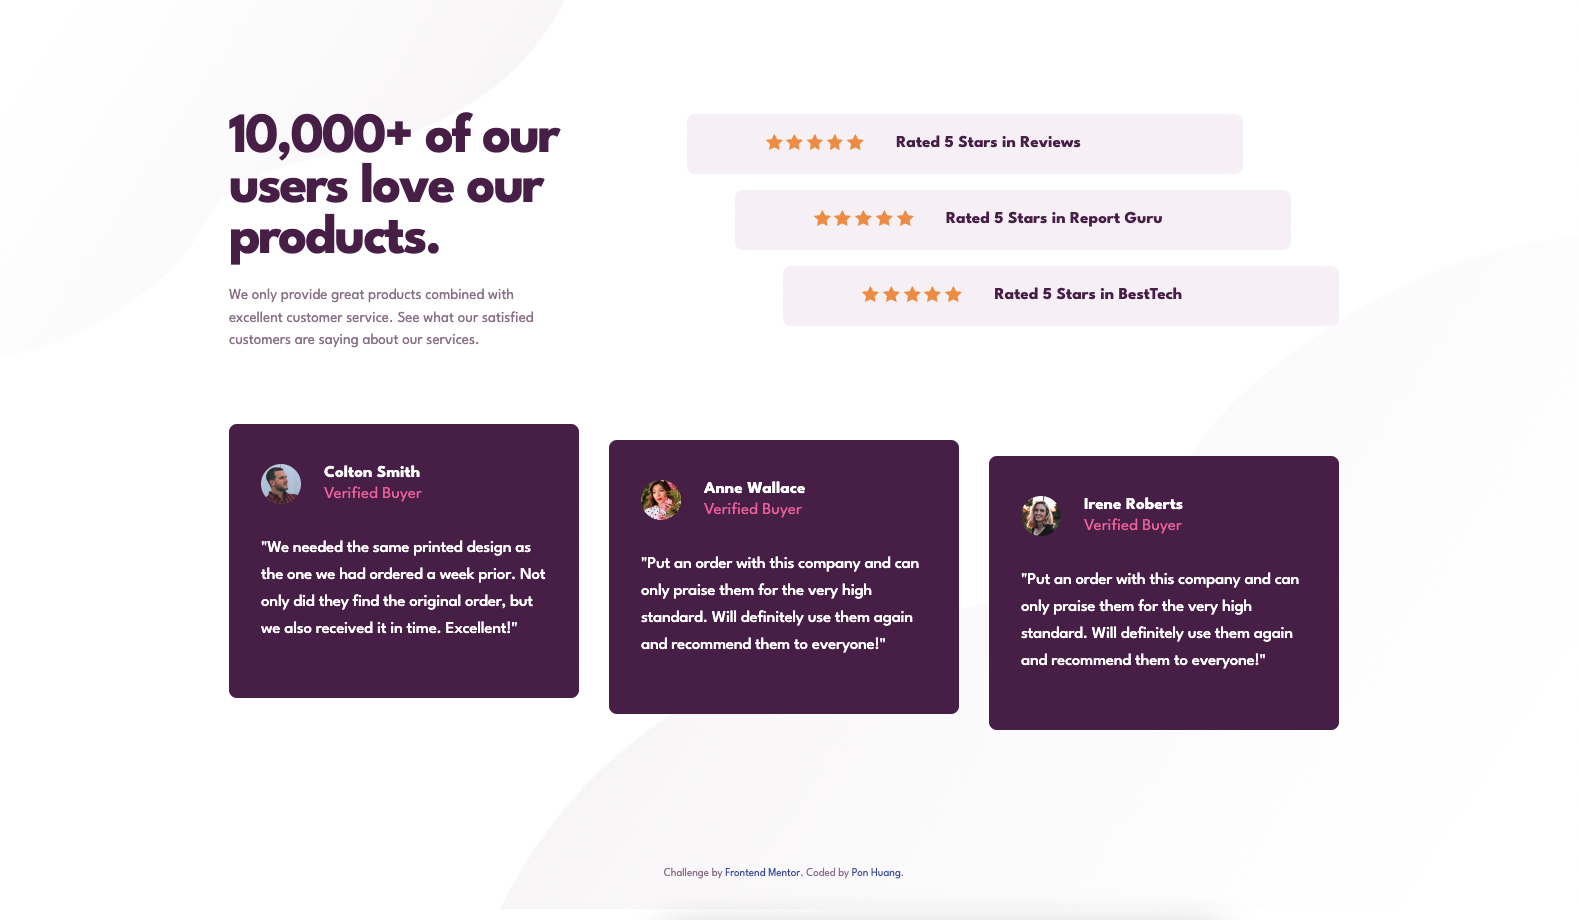 10,000+ of our
users love our
products.
We only provide great products combined with
excellent customer service. See what our satisfied
customers are saying about our services.
Rated 5 Stars in Reviews
Rated 5 Stars in Report Guru
Rated 5 Stars in BestTech
Colton Smith
Verified Buyer
"We needed the same printed design as
the one we had ordered a week prior. Not
only did they find the original order, but
we also received it in time. Excellent!"
Anne Wallace
Verified Buyer
"Put an order with this company and can
only praise them for the very high
standard. Will definitely use them again
and recommend them to everyone!"
Irene Roberts
Verified Buyer
"Put an order with this company and can
only praise them for the very high
standard. Will definitely use them again
and recommend them to everyone!"
Challenge by Frontend Mentor. Coded by Pon Huang.